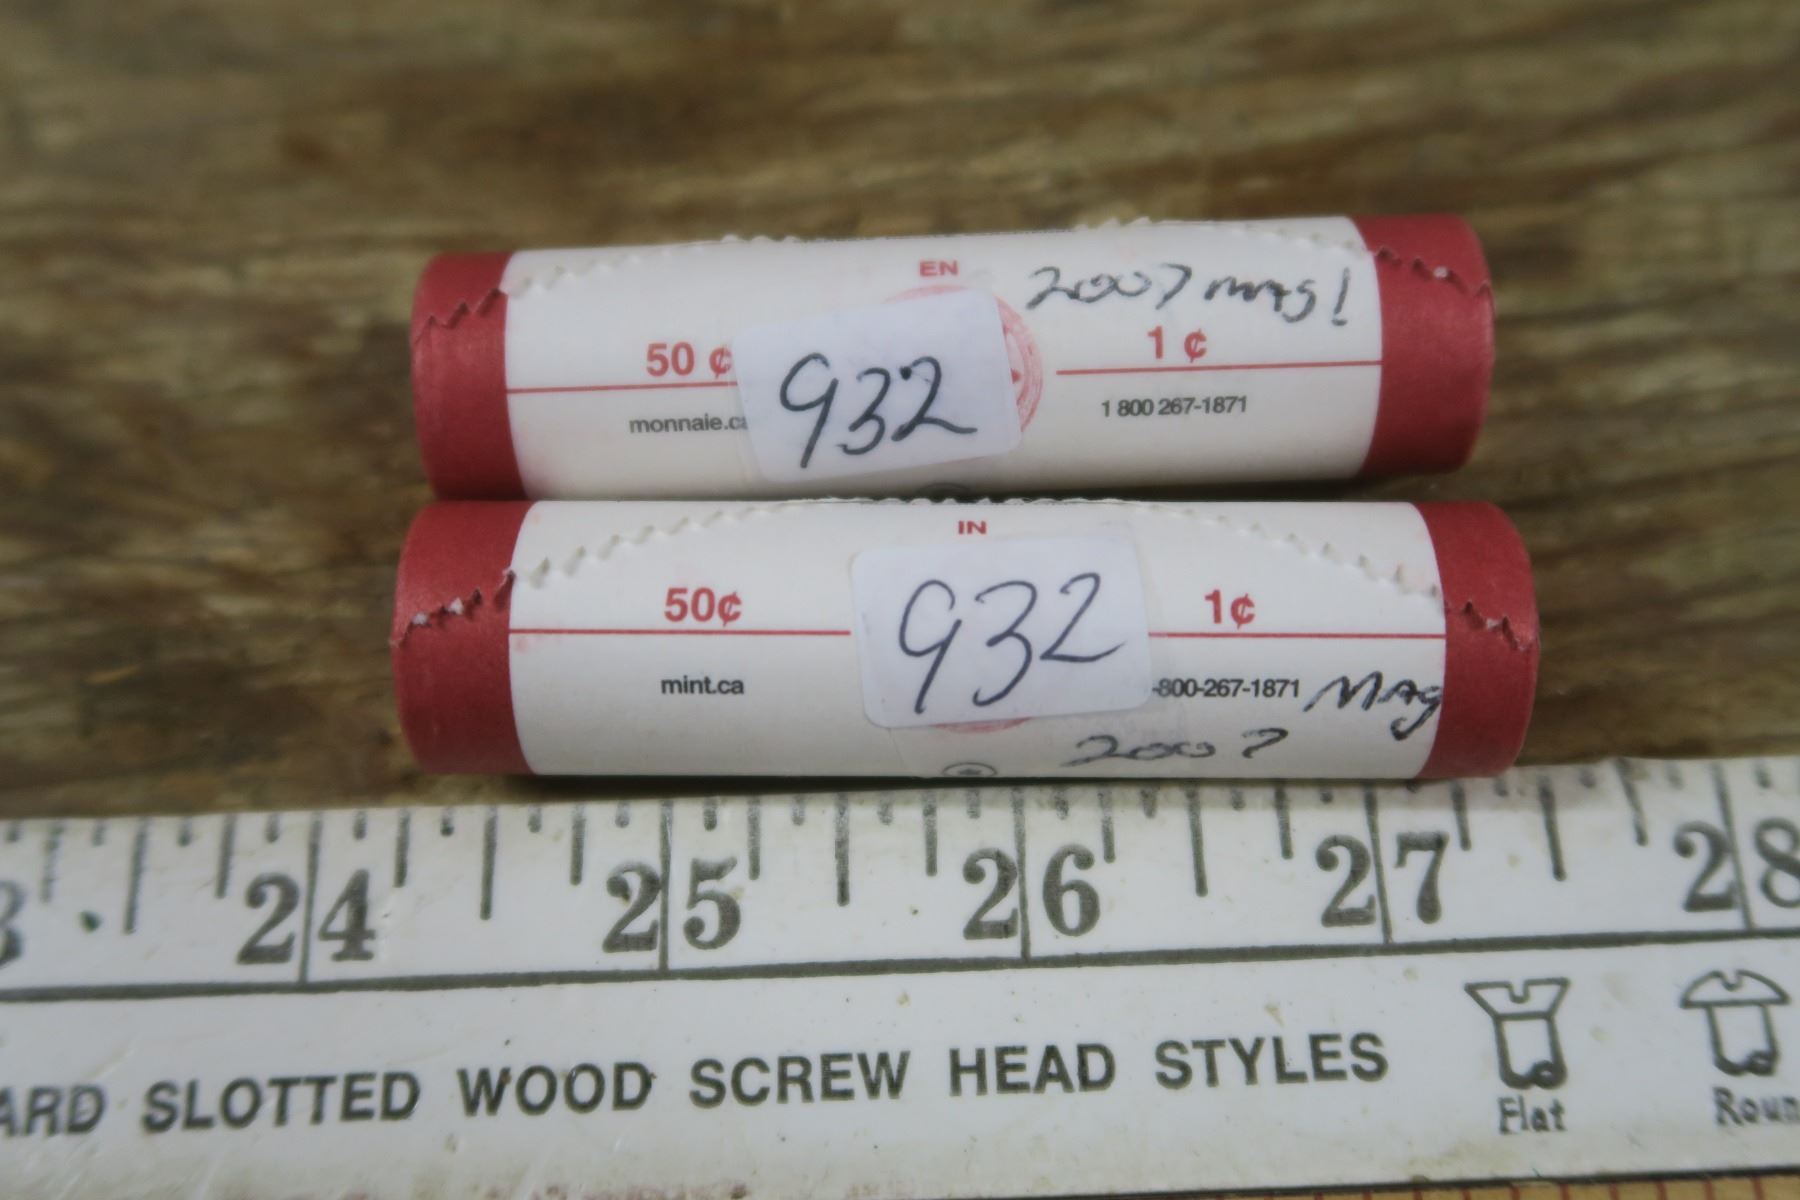 EN
2007 mag!
50 ¢
1 ¢
932
monnaie.ca
1 800 267-1871
IN
50¢
1¢
932
mint.ca
-800-267-1871
mag
2007
24 25 26 27 28
ARD SLOTTED WOOD SCREW HEAD STYLES
Flat
Roun